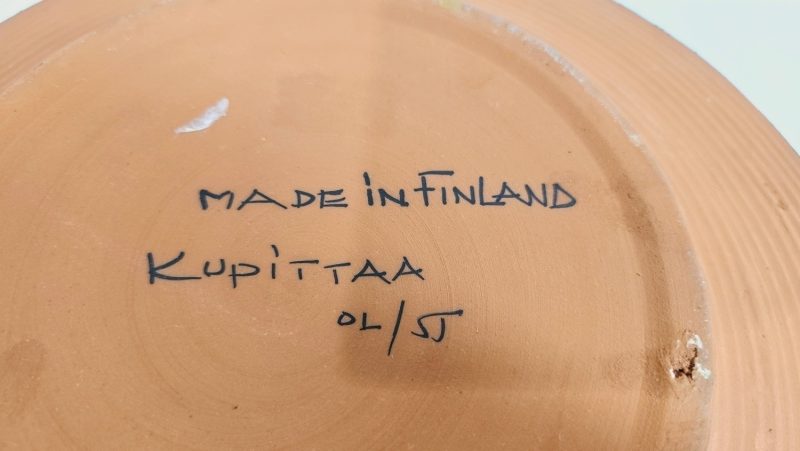 MADE iN FINLAND
KUPiTTAA
OL/SJ